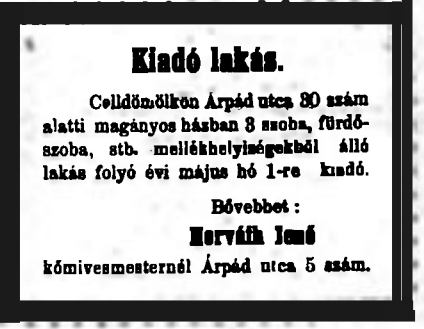 Kiadó lakás.
Celldömölkön Árpád utca 30 szám
alatti magányos házban 3 szoba, fürdő-
szoba, stb. mellékhelyiségekből álló
lakás folyó évi május hó 1-re kiadó.
Bővebbet :
Horváth Jenő
kőmivesmesternél Árpád utca 5 szám.